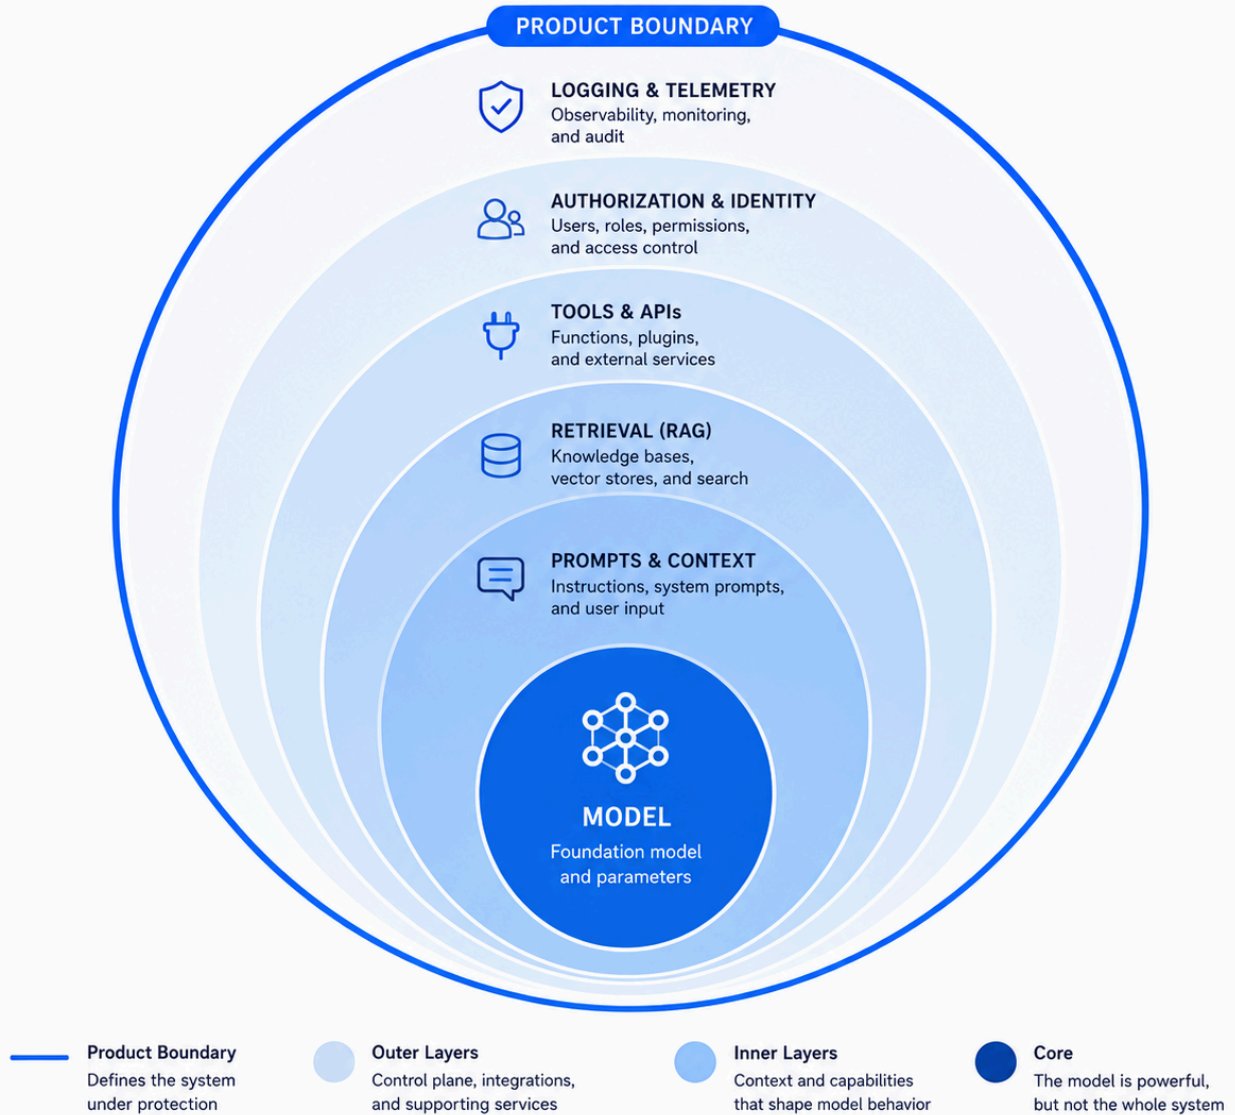 PRODUCT BOUNDARY
LOGGING & TELEMETRY
Observability, monitoring,
and audit
AUTHORIZATION & IDENTITY
Users, roles, permissions,
and access control
TOOLS & APIs
Functions, plugins,
and external services
RETRIEVAL (RAG)
Knowledge bases,
vector stores, and search
PROMPTS & CONTEXT
Instructions, system prompts,
and user input
MODEL
Foundation model
and parameters
Product Boundary
Defines the system
under protection
Outer Layers
Control plane, integrations,
and supporting services
Inner Layers
Context and capabilities
that shape model behavior
Core
The model is powerful,
but not the whole system